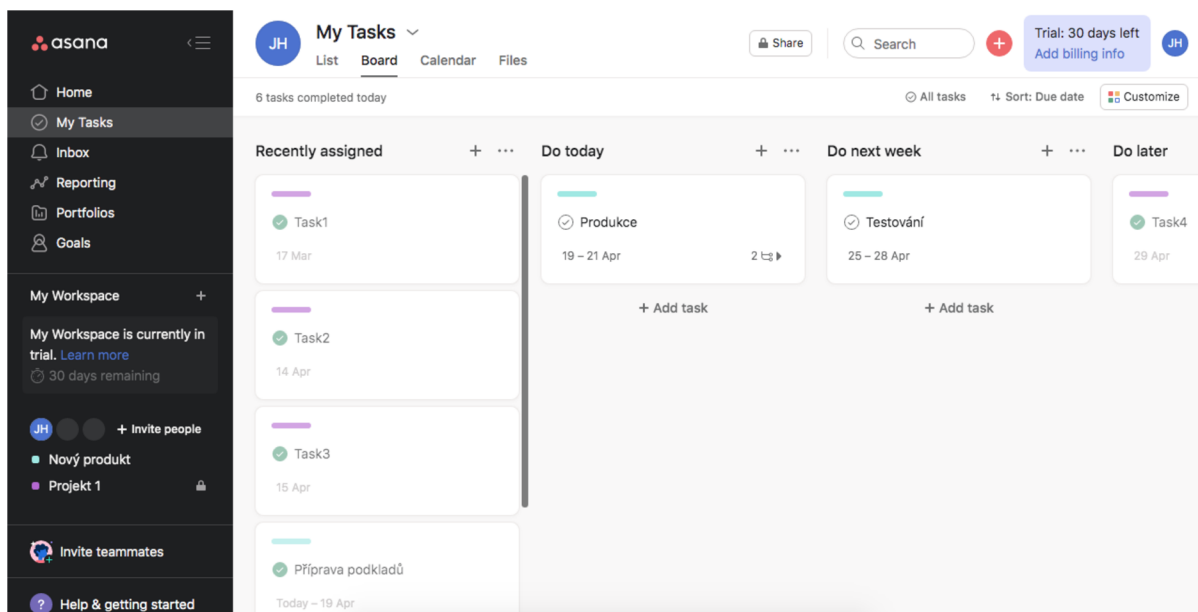 asana
Home
My Tasks
Inbox
Reporting
Portfolios
Goals
My Workspace +
My Workspace is currently in
trial. Learn more
30 days remaining
JH + Invite people
Nový produkt
Projekt 1
Invite teammates
? Help & getting started
JH
My Tasks
List Board Calendar Files
Share
Search
+
Trial: 30 days left
Add billing info
JH
6 tasks completed today
All tasks
Sort: Due date
Customize
Recently assigned + ...
Task1
17 Mar
Task2
14 Apr
Task3
15 Apr
Příprava podkladů
Today – 19 Apr
Do today + ...
Produkce
19 – 21 Apr 2
+ Add task
Do next week + ...
Testování
25 – 28 Apr
+ Add task
Do later
Task4
29 Apr